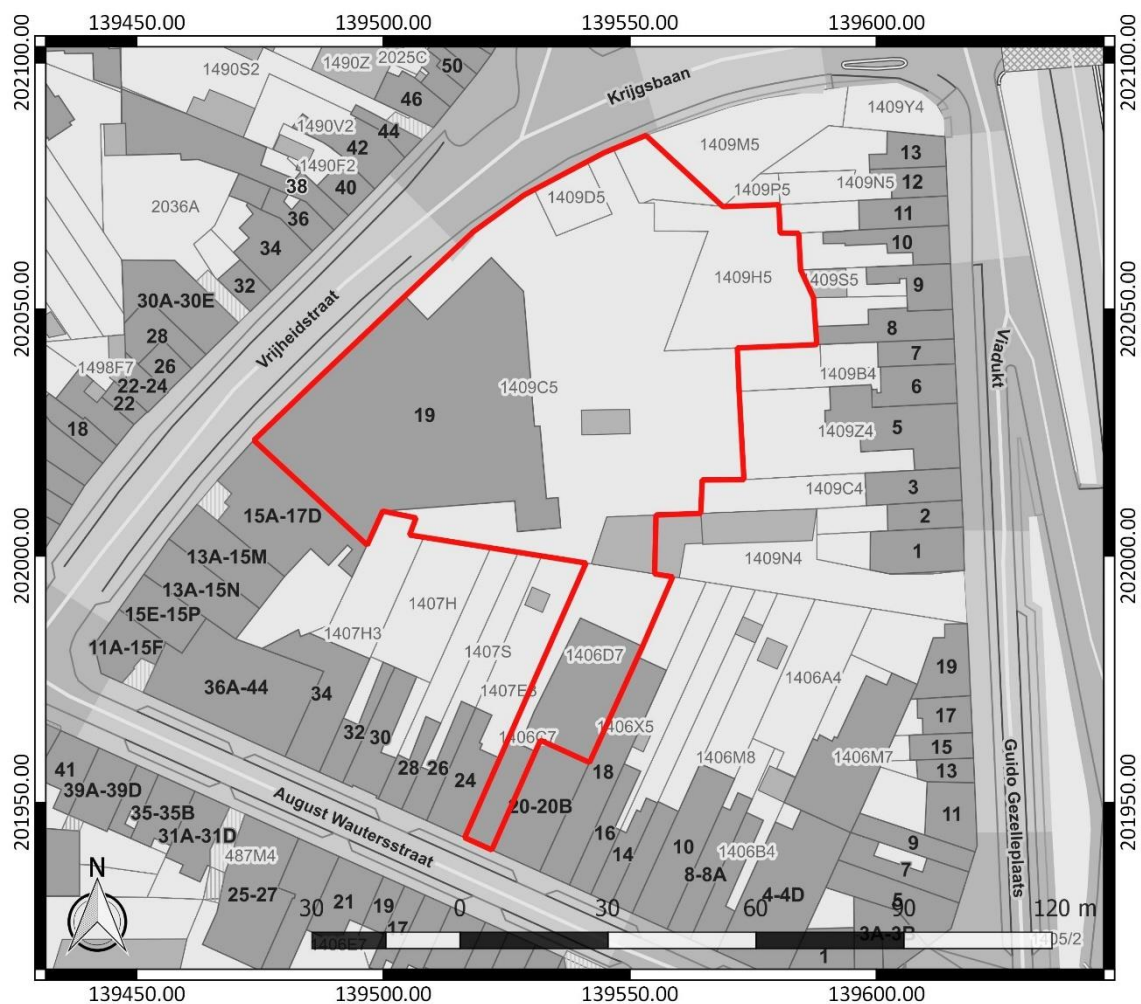 139450.00 139500.00 139550.00 139600.00
202100.00 202100.00
1490S2
1490Z
2025C
50
46
1490V2
44
42
1490F2
38
40
36
2036A
34
32
30A-30E
28
26
1498F7
22-24
22
18
Krijgsbaan
1409Y4
1409M5
13
12
1409P5
1409N5
11
10
1409D5
1409H5
1409S5
9
8
7
1409B4
6
5
1409Z4
3
1409C4
2
1
1409N4
Vrijheidstraat
Viadukt
202050.00 202050.00
1409C5
19
15A-17D
13A-15M
13A-15N
15E-15P
11A-15F
202000.00 202000.00
1407H
1407H3
1407S
1406D7
1407E3
1406C7
1406X5
1406A4
1406M8
1406M7
36A-44
34
32
30
28
26
24
20-20B
18
16
14
10
8-8A
1406B4
4-4D
19
17
15
13
11
9
7
5
3A-3B
1
1405/2
Guido Gezelleplaats
201950.00 201950.00
August Wautersstraat
41
39A-39D
35-35B
31A-31D
487M4
25-27
21
19
17
1406E7
N
30 0 30 60 90 120 m
139450.00 139500.00 139550.00 139600.00